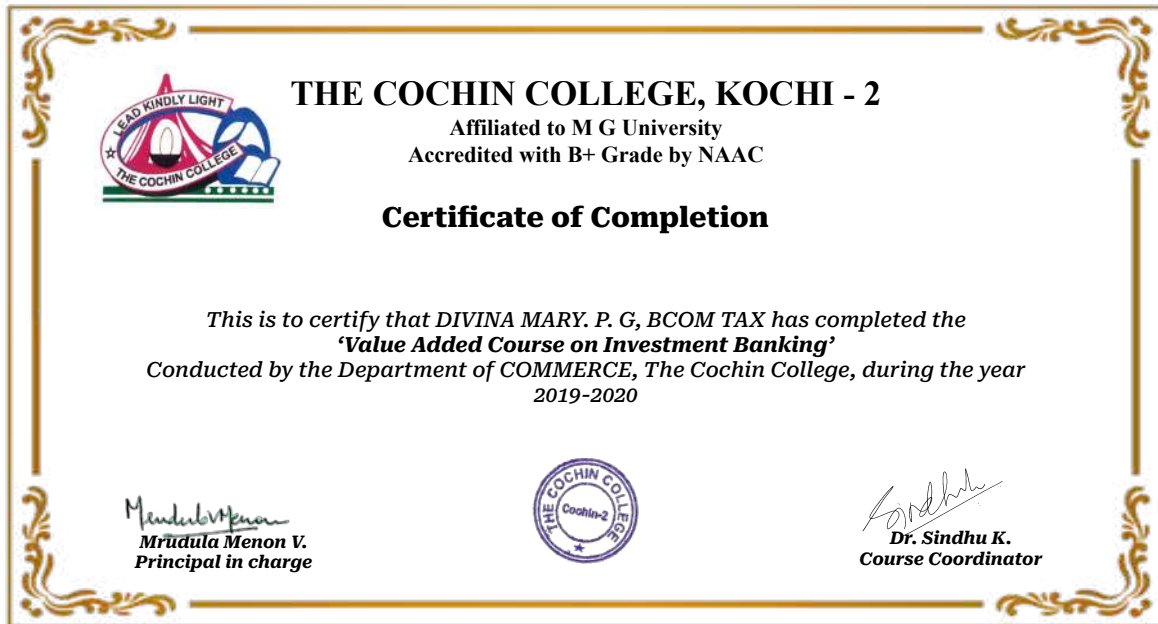 LEAD KINDLY LIGHT
THE COCHIN COLLEGE
THE COCHIN COLLEGE, KOCHI - 2
Affiliated to M G University
Accredited with B+ Grade by NAAC
Certificate of Completion
This is to certify that DIVINA MARY. P. G, BCOM TAX has completed the
‘Value Added Course on Investment Banking’
Conducted by the Department of COMMERCE, The Cochin College, during the year
2019-2020
THE COCHIN COLLEGE
Cochin-2
Mrudula Menon V.
Principal in charge
Sindhu
Dr. Sindhu K.
Course Coordinator